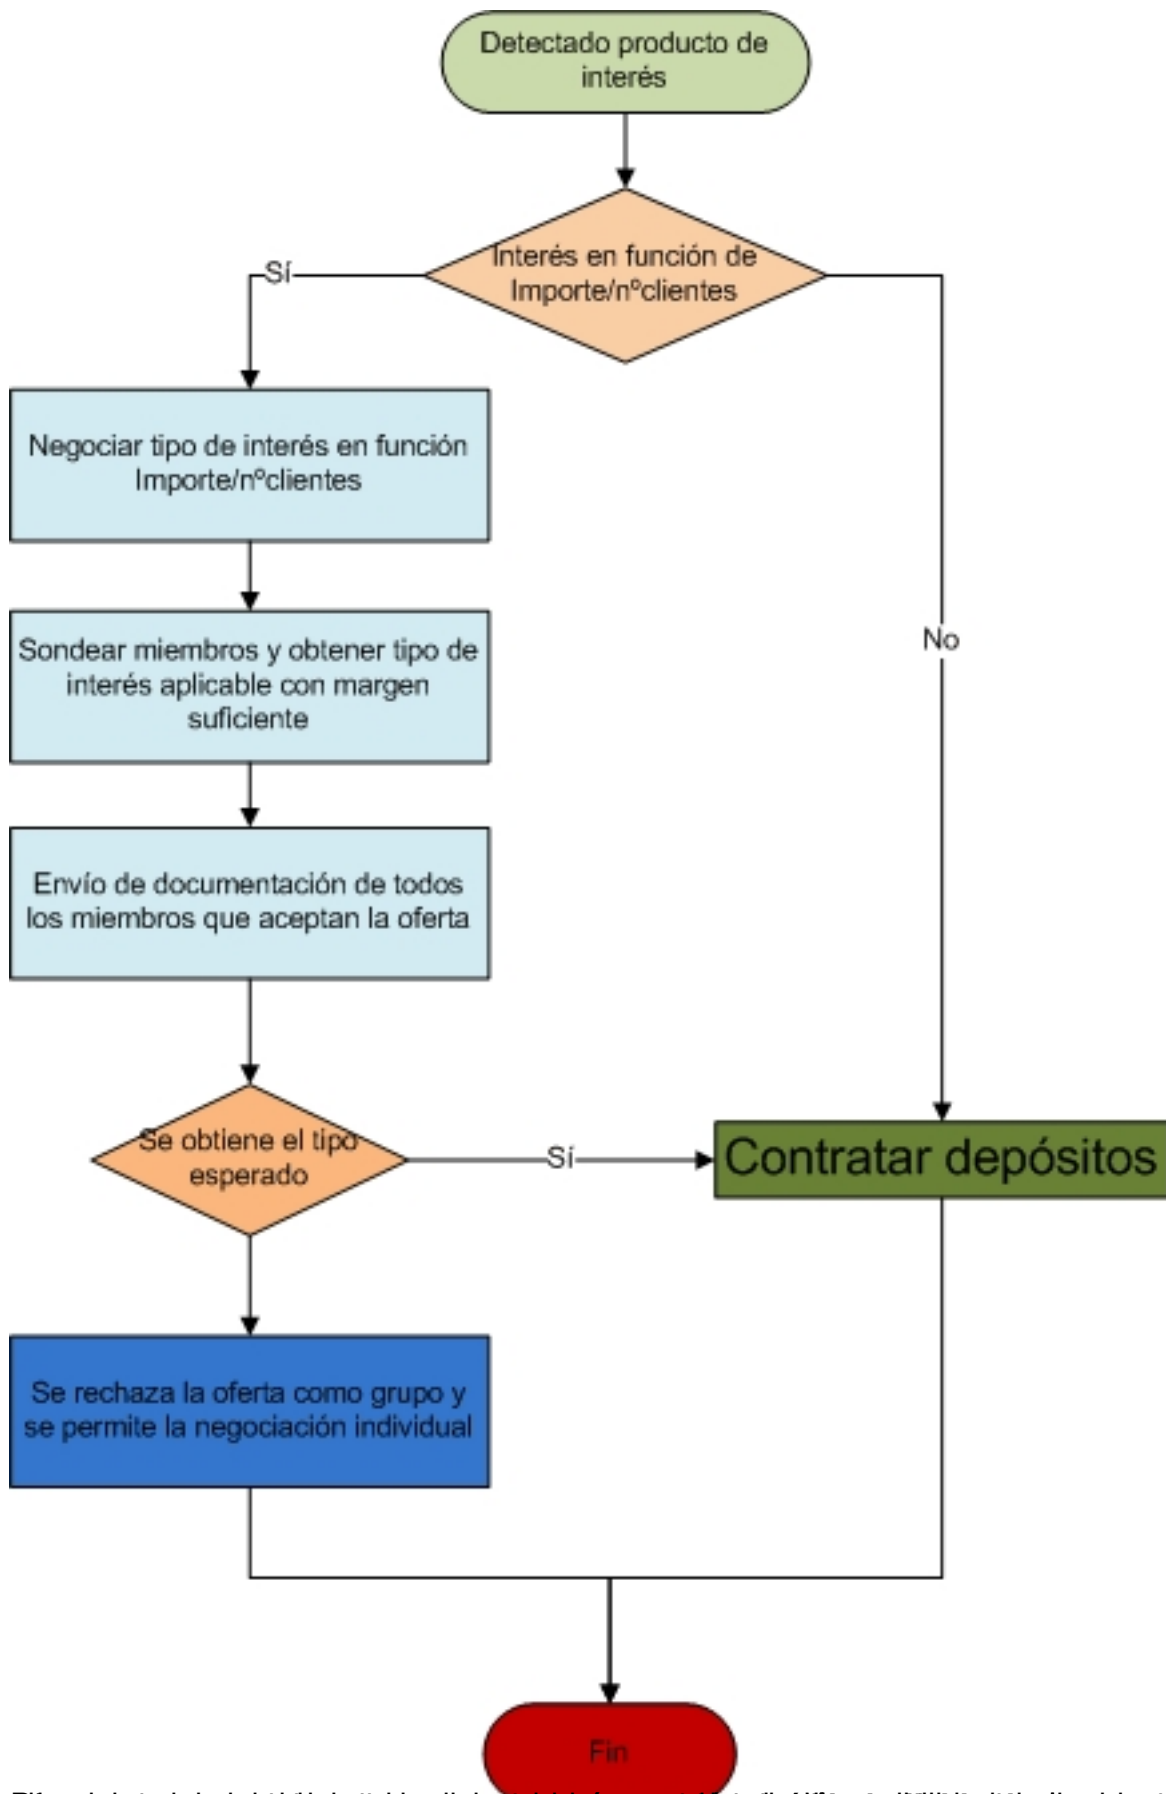 Detectado producto de
interés
Interés en función de
Importe/nºclientes
Sí
Negociar tipo de interés en función
Importe/nºclientes
Sondear miembros y obtener tipo de
interés aplicable con margen
suficiente
No
Envío de documentación de todos
los miembros que aceptan la oferta
Se obtiene el tipo
esperado
Sí
Contratar depósitos
Se rechaza la oferta como grupo y
se permite la negociación individual
Fin